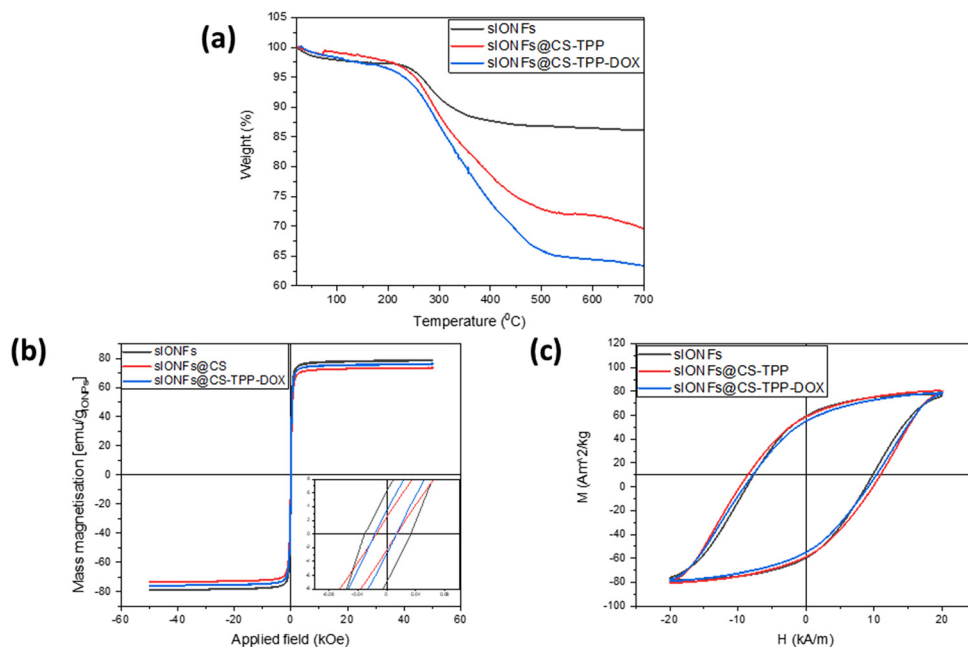 (a)
sIONFs
sIONFs@CS-TPP
sIONFs@CS-TPP-DOX
105
100
95
90
85
80
75
70
65
60
Weight (%)
100 200 300 400 500 600 700
Temperature (⁰C)
(b)
sIONFs
sIONFs@CS
sIONFs@CS-TPP-DOX
80
60
40
20
0
-20
-40
-60
-80
Mass magnetisation [emu/gIONPs]
-60 -40 -20 0 20 40 60
Applied field (kOe)
(c)
sIONFs
sIONFs@CS-TPP
sIONFs@CS-TPP-DOX
120
100
80
60
40
20
0
-20
-40
-60
-80
-100
M (Am^2/kg)
-20 -10 0 10 20
H (kA/m)